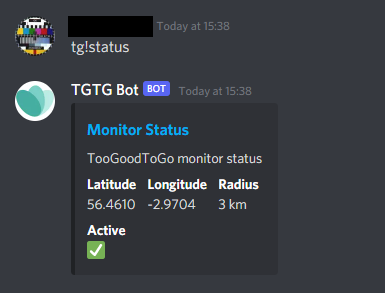 Today at 15:38
tg!status
TGTG Bot BOT Today at 15:38
Monitor Status
TooGoodToGo monitor status
Latitude Longitude Radius
56.4610 -2.9704 3 km
Active